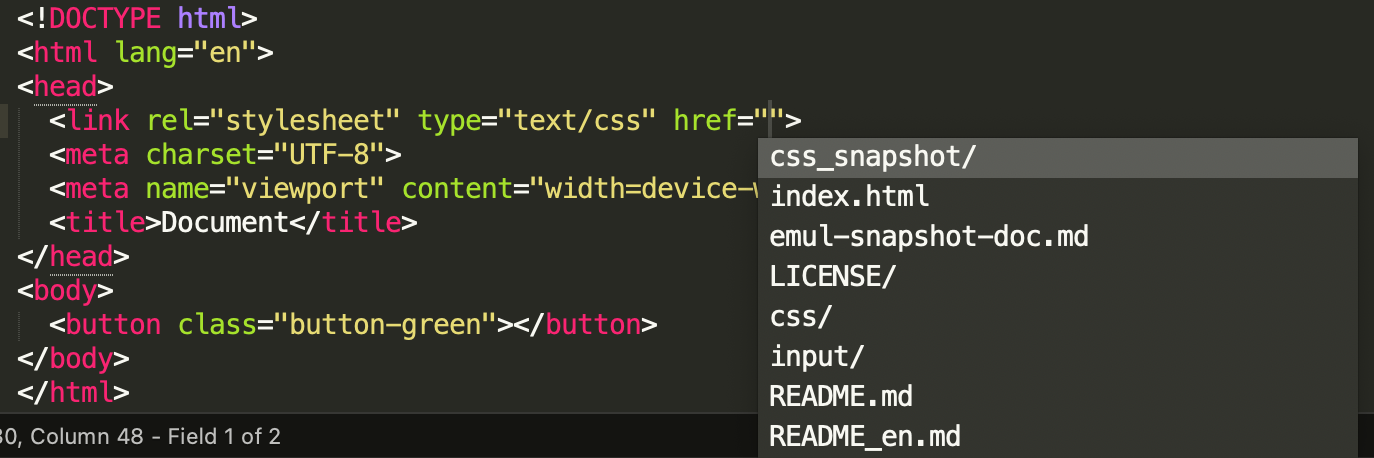 <!DOCTYPE html>
<html lang="en">
<head>
<link rel="stylesheet" type="text/css" href="">
<meta charset="UTF-8">
<meta name="viewport" content="width=device-
<title>Document</title>
</head>
<body>
<button class="button-green"></button>
</body>
</html>
css_snapshot/
index.html
emul-snapshot-doc.md
LICENSE/
css/
input/
README.md
README_en.md
30, Column 48 - Field 1 of 2